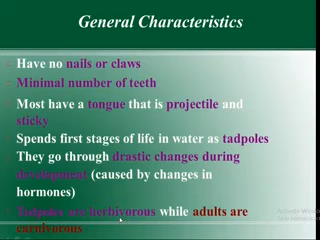 General Characteristics
Have no nails or claws
Minimal number of teeth
Most have a tongue that is projectile and
sticky
Spends first stages of life in water as tadpoles
They go through drastic changes during
development (caused by changes in
hormones)
Tadpoles are herbivorous while adults are
carnivorous
Activate Windows